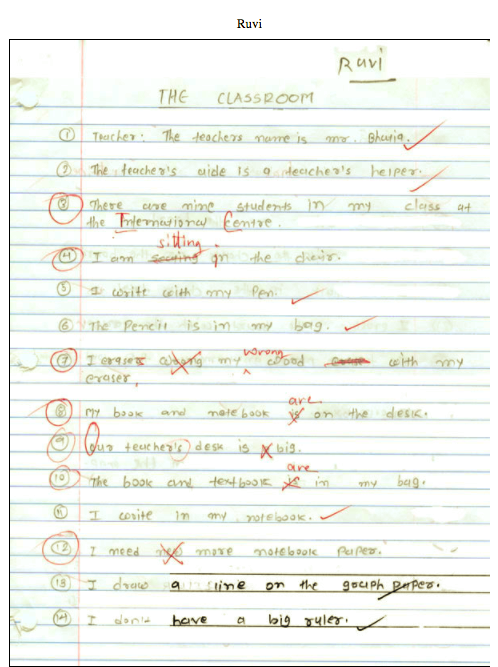 Ruvi
Ruvi
THE CLASSROOM
① Teacher: The teachers name is mr. Bhatia.
② The teacher's aide is a teacher's helper.
③ There are nine students in my class at
the International Centre.
sitting
④ I am seating on the chair.
⑤ I writt with my Pen.
⑥ The Pencil is in my bag.
wrong
⑦ I erasers wrong my word with my
eraser,
are
⑧ My book and notebook is on the desk.
⑨ Our teacher's desk is big.
are
⑩ The book and textbook is in my bag.
⑪ I write in my notebook.
⑫ I need more notebook Paper.
⑬ I draw a line on the graph paper.
⑭ I don't have a big ruler.